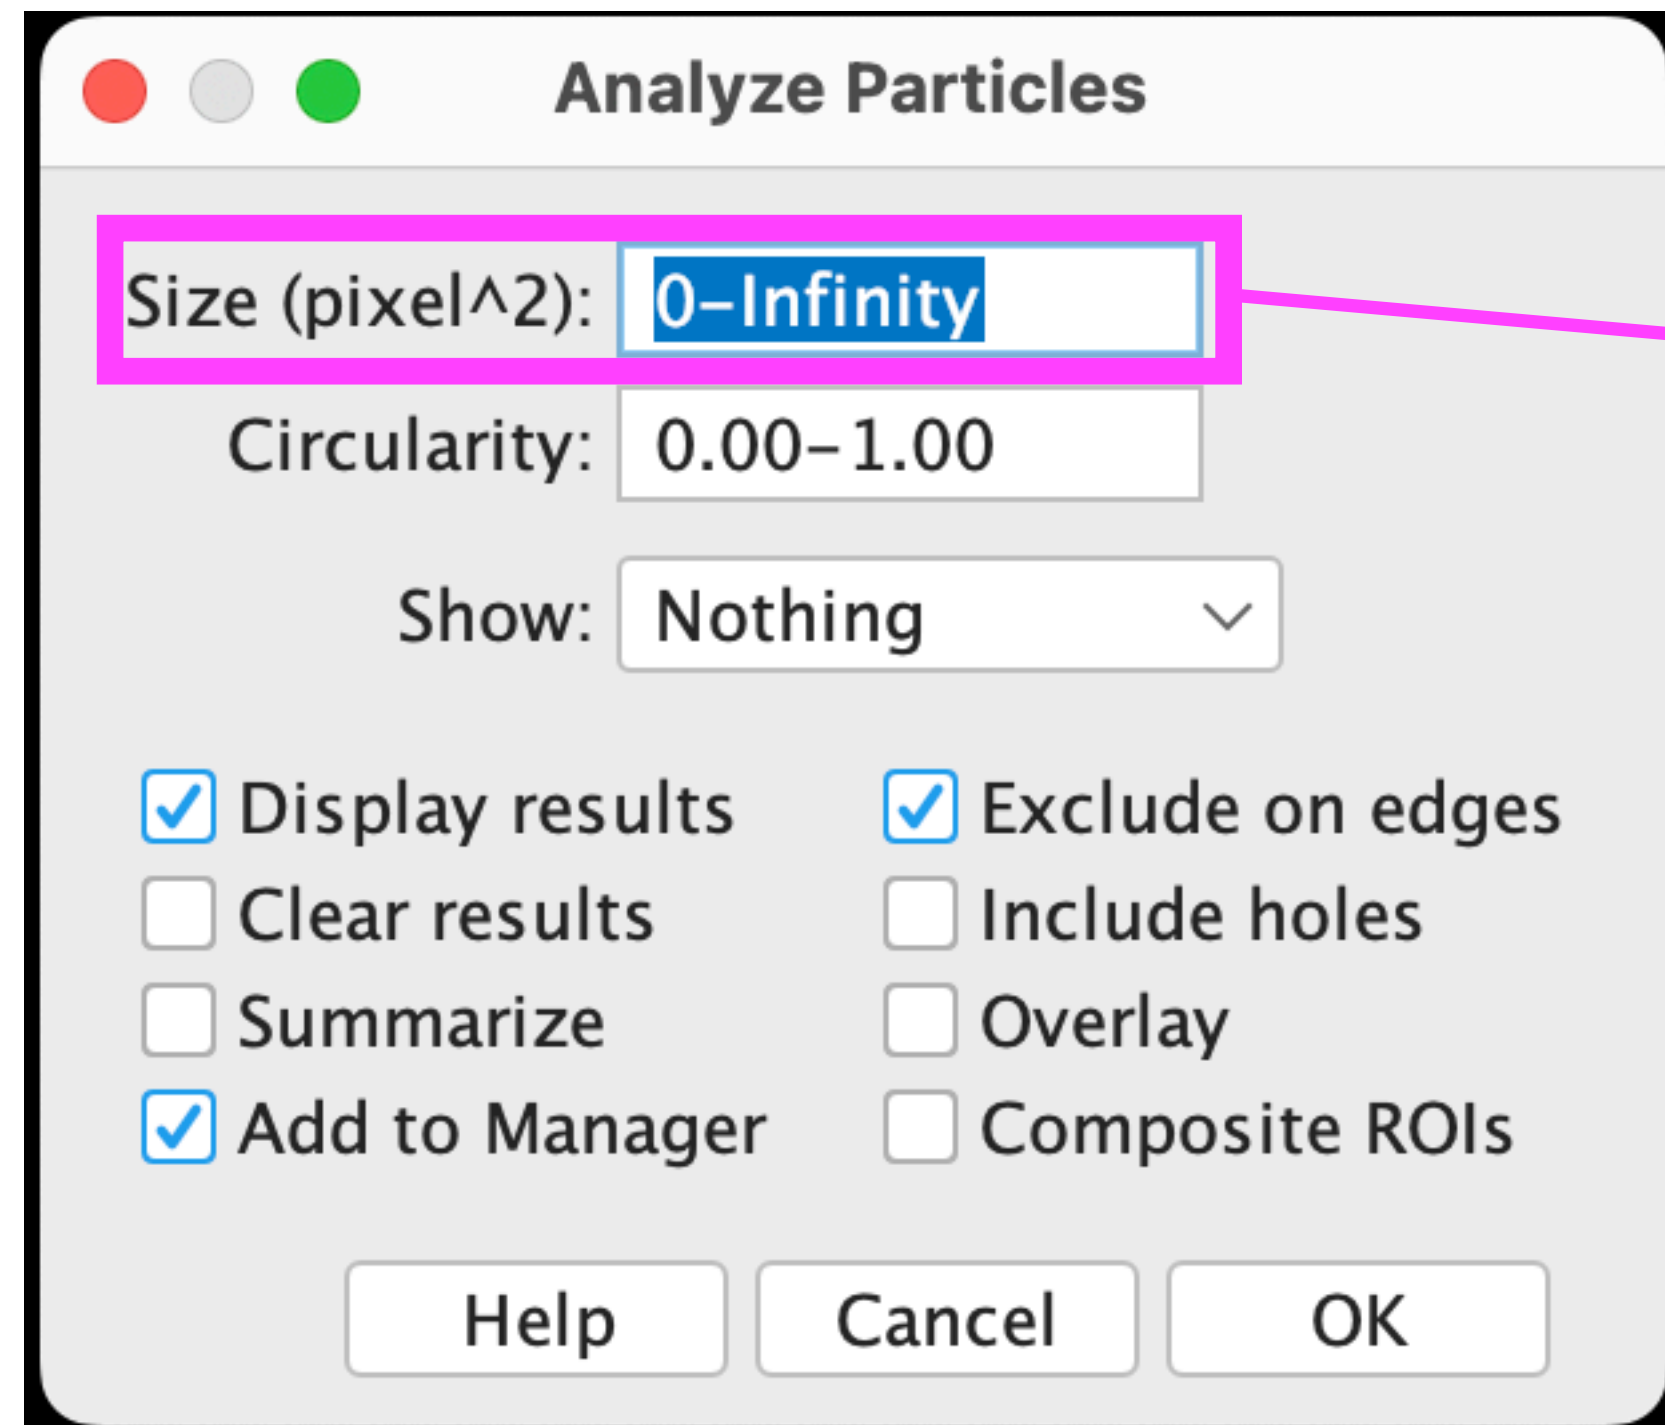 Analyze Particles
Size (pixel^2): 0-Infinity
Circularity: 0.00-1.00
Show: Nothing
Display results Exclude on edges
Clear results Include holes
Summarize Overlay
Add to Manager Composite ROIs
Help Cancel OK